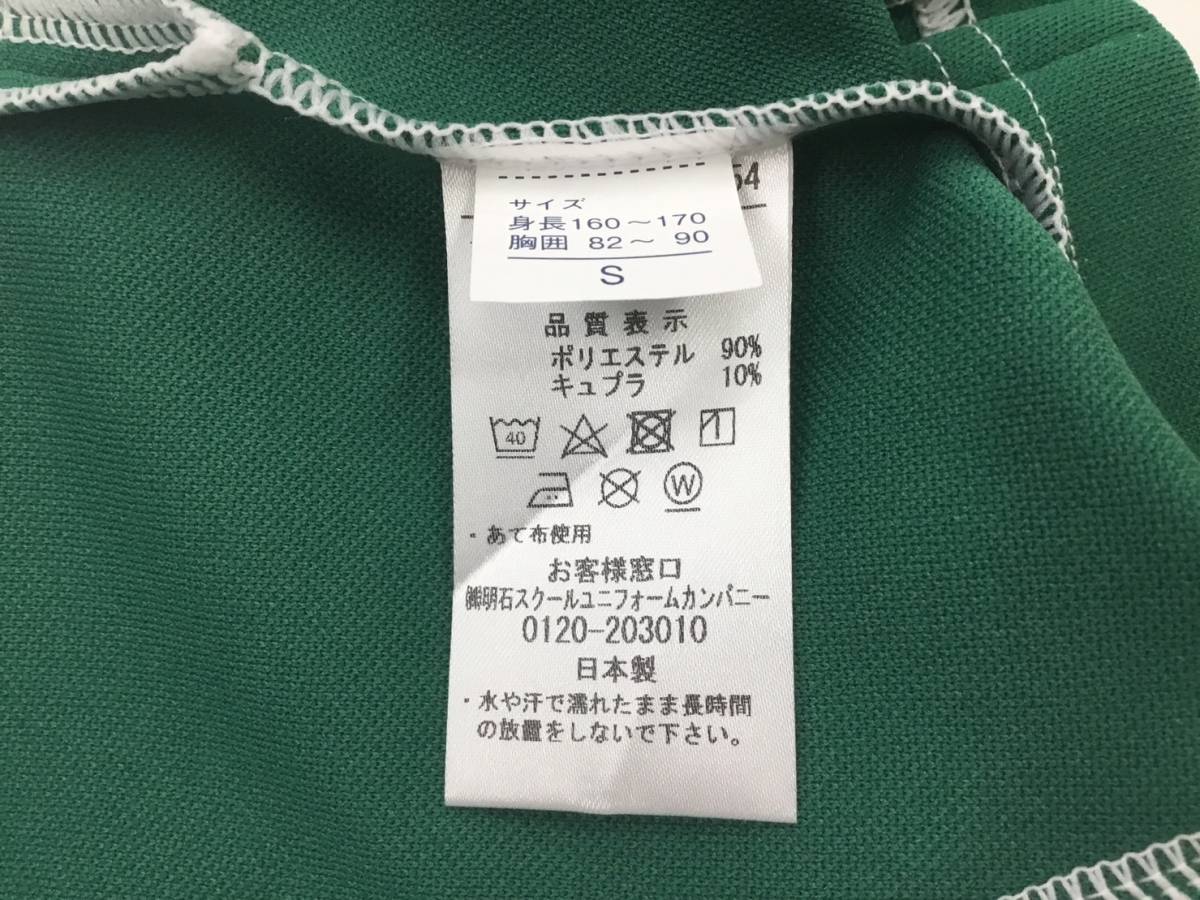 サイズ
身長160～170
胸囲 82～ 90
S
品質表示
ポリエステル 90%
キュプラ 10%
40
W
・あて布使用
お客様窓口
㈱明石スクールユニフォームカンパニー
0120-203010
日本製
・水や汗で濡れたまま長時間
の放置をしないで下さい。